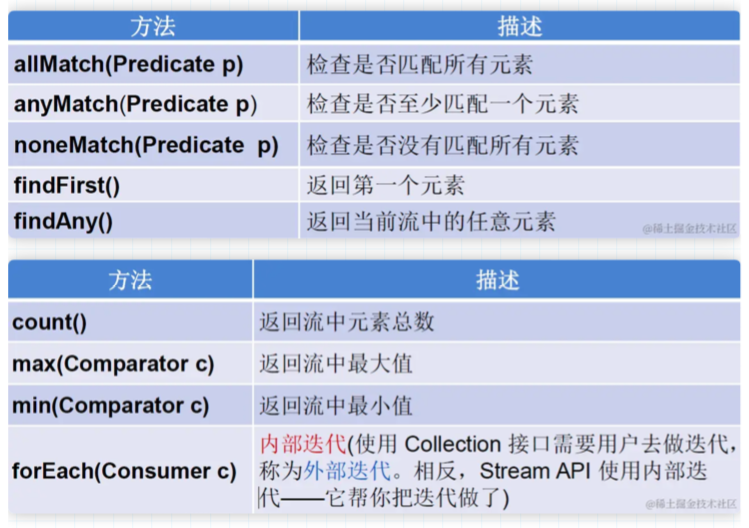 方法 描述
allMatch(Predicate p) 检查是否匹配所有元素
anyMatch(Predicate p) 检查是否至少匹配一个元素
noneMatch(Predicate p) 检查是否没有匹配所有元素
findFirst() 返回第一个元素
findAny() 返回当前流中的任意元素
@稀土掘金技术社区
方法 描述
count() 返回流中元素总数
max(Comparator c) 返回流中最大值
min(Comparator c) 返回流中最小值
forEach(Consumer c) 内部迭代(使用 Collection 接口需要用户去做迭代，
称为外部迭代。相反，Stream API 使用内部迭
代——它帮你把迭代做了)
@稀土掘金技术社区